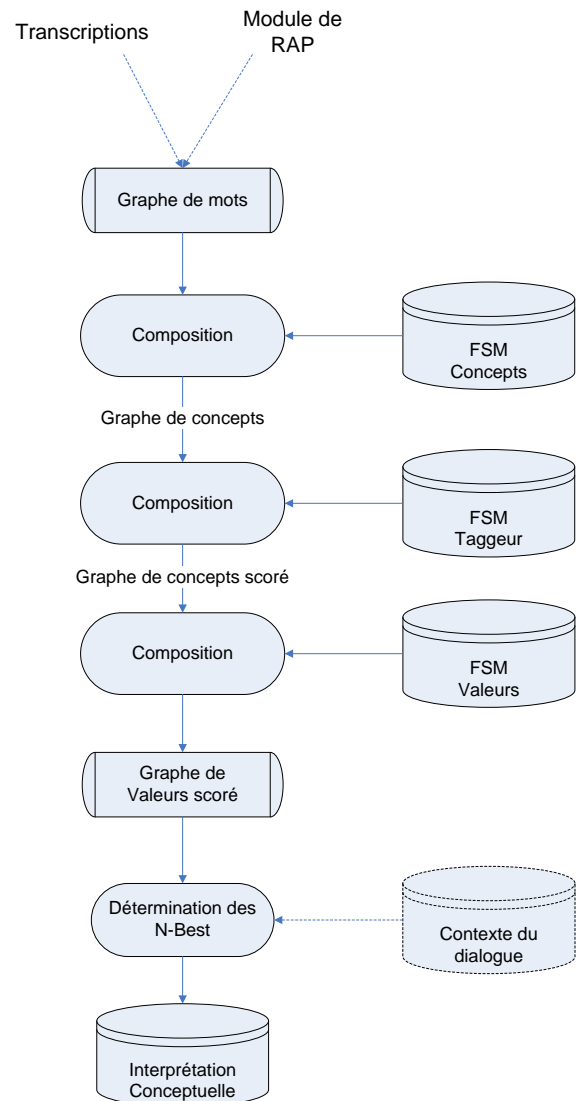 Transcriptions
Module de
RAP
Graphe de mots
Composition
FSM
Concepts
Graphe de concepts
Composition
FSM
Taggeur
Graphe de concepts scoré
Composition
FSM
Valeurs
Graphe de
Valeurs scoré
Détermination des
N-Best
Contexte du
dialogue
Interprétation
Conceptuelle